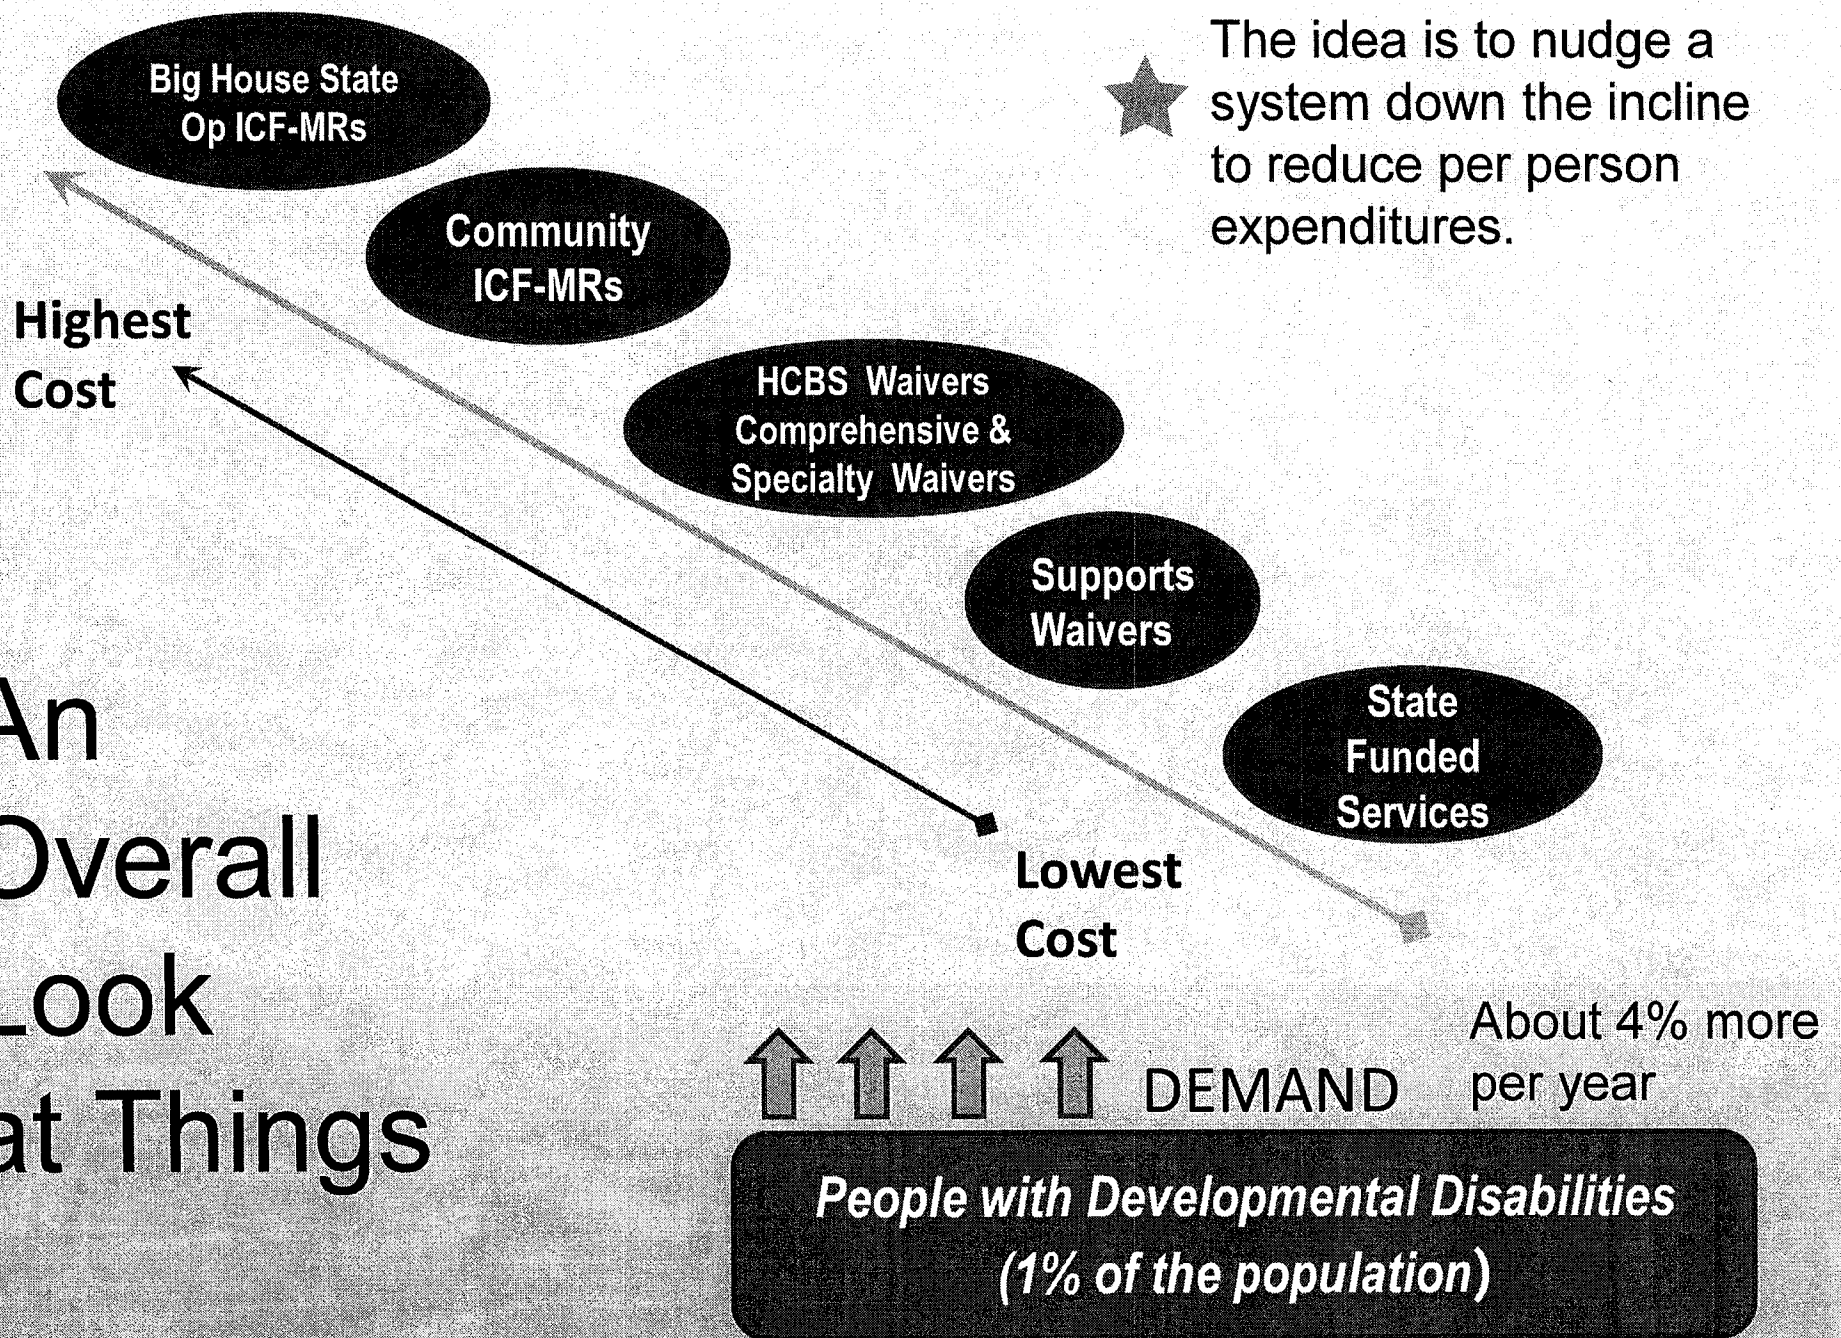 The idea is to nudge a
system down the incline
to reduce per person
expenditures.
Big House State
Op ICF-MRs
Community
ICF-MRs
Highest
Cost
HCBS Waivers
Comprehensive &
Specialty Waivers
Supports
Waivers
State
Funded
Services
Lowest
Cost
An
Overall
Look
at Things
About 4% more
per year
DEMAND
People with Developmental Disabilities
(1% of the population)